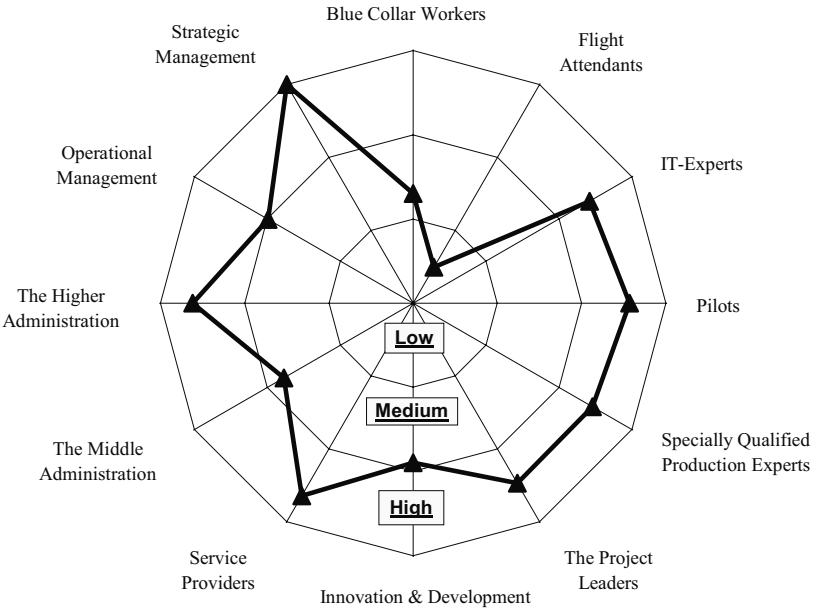 Blue Collar Workers
Strategic
Management
Flight
Attendants
Operational
Management
IT-Experts
The Higher
Administration
Pilots
Low
Medium
The Middle
Administration
Specially Qualified
Production Experts
High
Service
Providers
The Project
Leaders
Innovation & Development